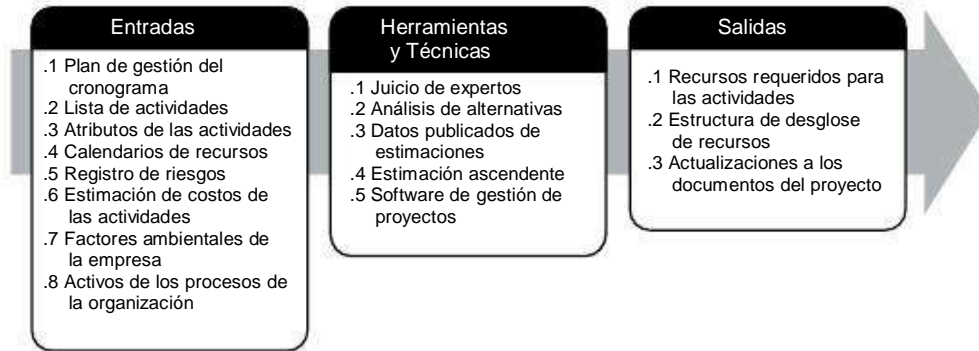 Entradas
.1 Plan de gestión del
cronograma
.2 Lista de actividades
.3 Atributos de las actividades
.4 Calendarios de recursos
.5 Registro de riesgos
.6 Estimación de costos de
las actividades
.7 Factores ambientales de
la empresa
.8 Activos de los procesos de
la organización
Herramientas
y Técnicas
.1 Juicio de expertos
.2 Análisis de alternativas
.3 Datos publicados de
estimaciones
.4 Estimación ascendente
.5 Software de gestión de
proyectos
Salidas
.1 Recursos requeridos para
las actividades
.2 Estructura de desglose
de recursos
.3 Actualizaciones a los
documentos del proyecto